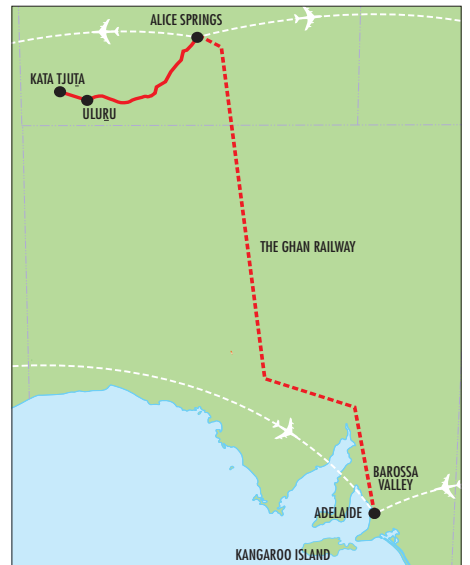 ALICE SPRINGS
KATA TJUṮA
ULUṞU
THE GHAN RAILWAY
BAROSSA
VALLEY
ADELAIDE
KANGAROO ISLAND